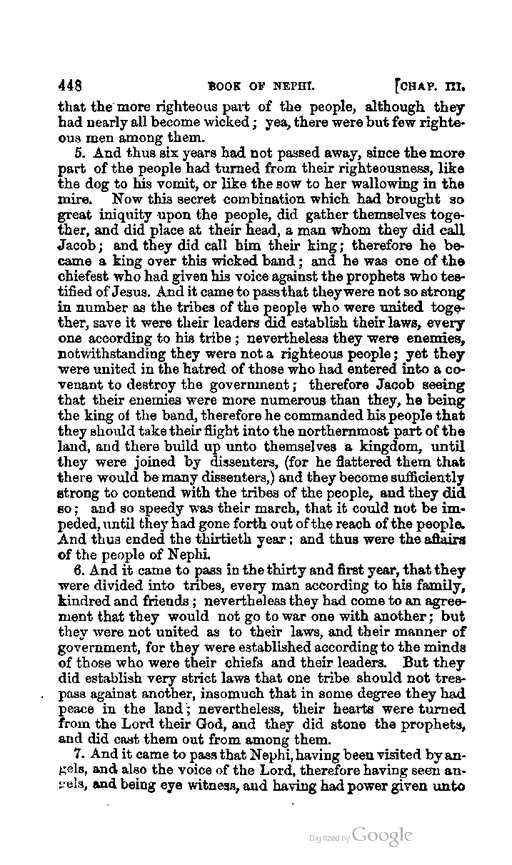 448 BOOK OF NEPHI. [CHAP. III.
that the more righteous part of the people, although they
had nearly all become wicked; yea, there were but few righte-
ous men among them.
5. And thus six years had not passed away, since the more
part of the people had turned from their righteousness, like
the dog to his vomit, or like the sow to her wallowing in the
mire. Now this secret combination which had brought so
great iniquity upon the people, did gather themselves toge-
ther, and did place at their head, a man whom they did call
Jacob; and they did call him their king; therefore he be-
came a king over this wicked band; and he was one of the
chiefest who had given his voice against the prophets who tes-
tified of Jesus. And it came to pass that they were not so strong
in number as the tribes of the people who were united toge-
ther, save it were their leaders did establish their laws, every
one according to his tribe; nevertheless they were enemies,
notwithstanding they were not a righteous people; yet they
were united in the hatred of those who had entered into a co-
venant to destroy the government; therefore Jacob seeing
that their enemies were more numerous than they, he being
the king of the band, therefore he commanded his people that
they should take their flight into the northernmost part of the
land, and there build up unto themselves a kingdom, until
they were joined by dissenters, (for he flattered them that
there would be many dissenters,) and they become sufficiently
strong to contend with the tribes of the people, and they did
so; and so speedy was their march, that it could not be im-
peded, until they had gone forth out of the reach of the people.
And thus ended the thirtieth year; and thus were the affairs
of the people of Nephi.
6. And it came to pass in the thirty and first year, that they
were divided into tribes, every man according to his family,
kindred and friends; nevertheless they had come to an agree-
ment that they would not go to war one with another; but
they were not united as to their laws, and their manner of
government, for they were established according to the minds
of those who were their chiefs and their leaders. But they
did establish very strict laws that one tribe should not tres-
pass against another, insomuch that in some degree they had
peace in the land; nevertheless, their hearts were turned
from the Lord their God, and they did stone the prophets,
and did cast them out from among them.
7. And it came to pass that Nephi, having been visited by an-
gels, and also the voice of the Lord, therefore having seen an-
gels, and being eye witness, and having had power given unto
Digitized by Google